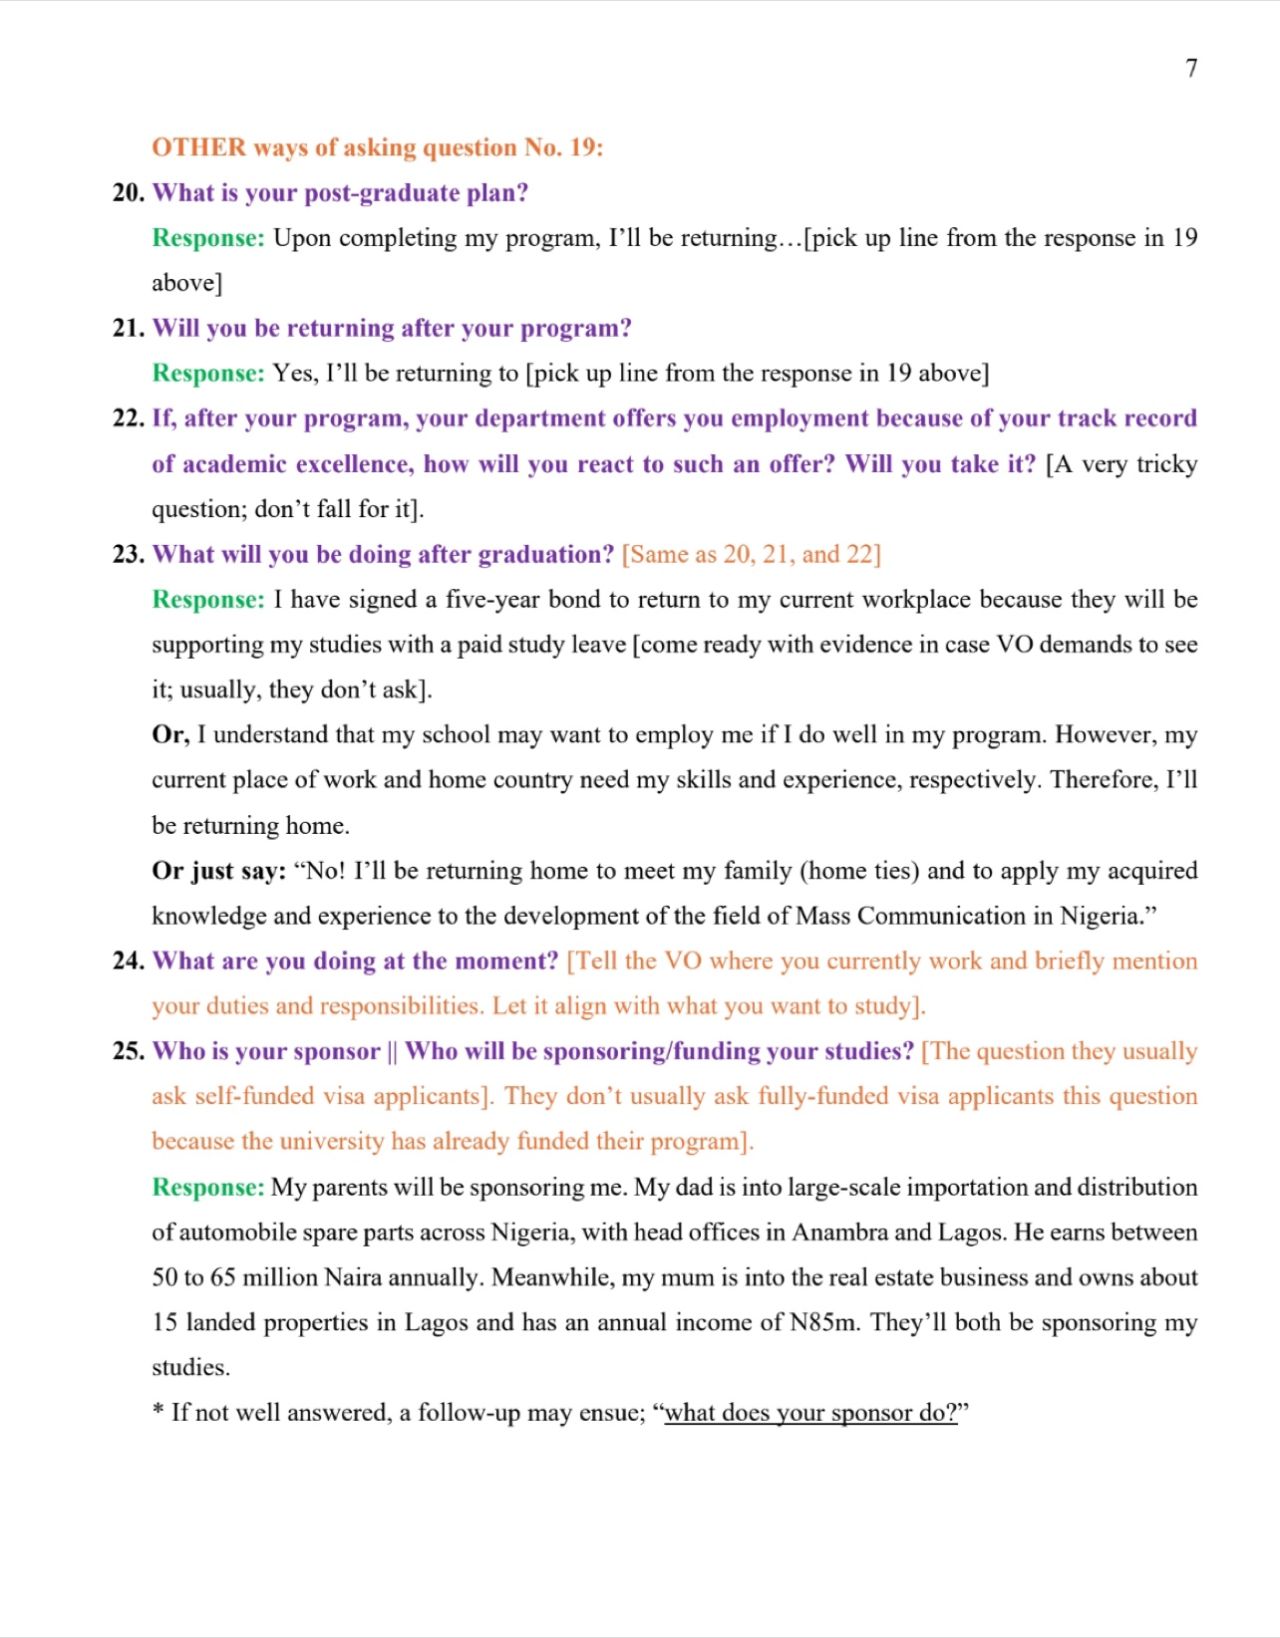 7
OTHER ways of asking question No. 19:
20. What is your post-graduate plan?
Response: Upon completing my program, I’ll be returning…[pick up line from the response in 19
above]
21. Will you be returning after your program?
Response: Yes, I’ll be returning to [pick up line from the response in 19 above]
22. If, after your program, your department offers you employment because of your track record
of academic excellence, how will you react to such an offer? Will you take it? [A very tricky
question; don’t fall for it].
23. What will you be doing after graduation? [Same as 20, 21, and 22]
Response: I have signed a five-year bond to return to my current workplace because they will be
supporting my studies with a paid study leave [come ready with evidence in case VO demands to see
it; usually, they don’t ask].
Or, I understand that my school may want to employ me if I do well in my program. However, my
current place of work and home country need my skills and experience, respectively. Therefore, I’ll
be returning home.
Or just say: “No! I’ll be returning home to meet my family (home ties) and to apply my acquired
knowledge and experience to the development of the field of Mass Communication in Nigeria.”
24. What are you doing at the moment? [Tell the VO where you currently work and briefly mention
your duties and responsibilities. Let it align with what you want to study].
25. Who is your sponsor || Who will be sponsoring/funding your studies? [The question they usually
ask self-funded visa applicants]. They don’t usually ask fully-funded visa applicants this question
because the university has already funded their program].
Response: My parents will be sponsoring me. My dad is into large-scale importation and distribution
of automobile spare parts across Nigeria, with head offices in Anambra and Lagos. He earns between
50 to 65 million Naira annually. Meanwhile, my mum is into the real estate business and owns about
15 landed properties in Lagos and has an annual income of N85m. They’ll both be sponsoring my
studies.
* If not well answered, a follow-up may ensue; “what does your sponsor do?”